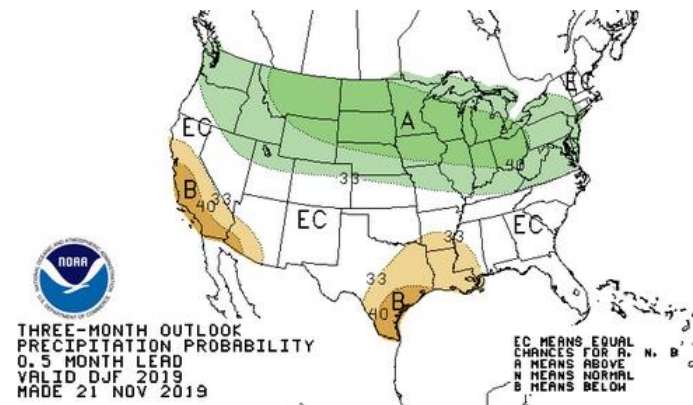 EC
EC
A
40
33
B
40
33
EC
EC
33
33
B
40
NOAA
THREE-MONTH OUTLOOK
PRECIPITATION PROBABILITY
0.5 MONTH LEAD
VALID DJF 2019
MADE 21 NOV 2019
EC MEANS EQUAL
CHANCES FOR A, N, B
A MEANS ABOVE
N MEANS NORMAL
B MEANS BELOW